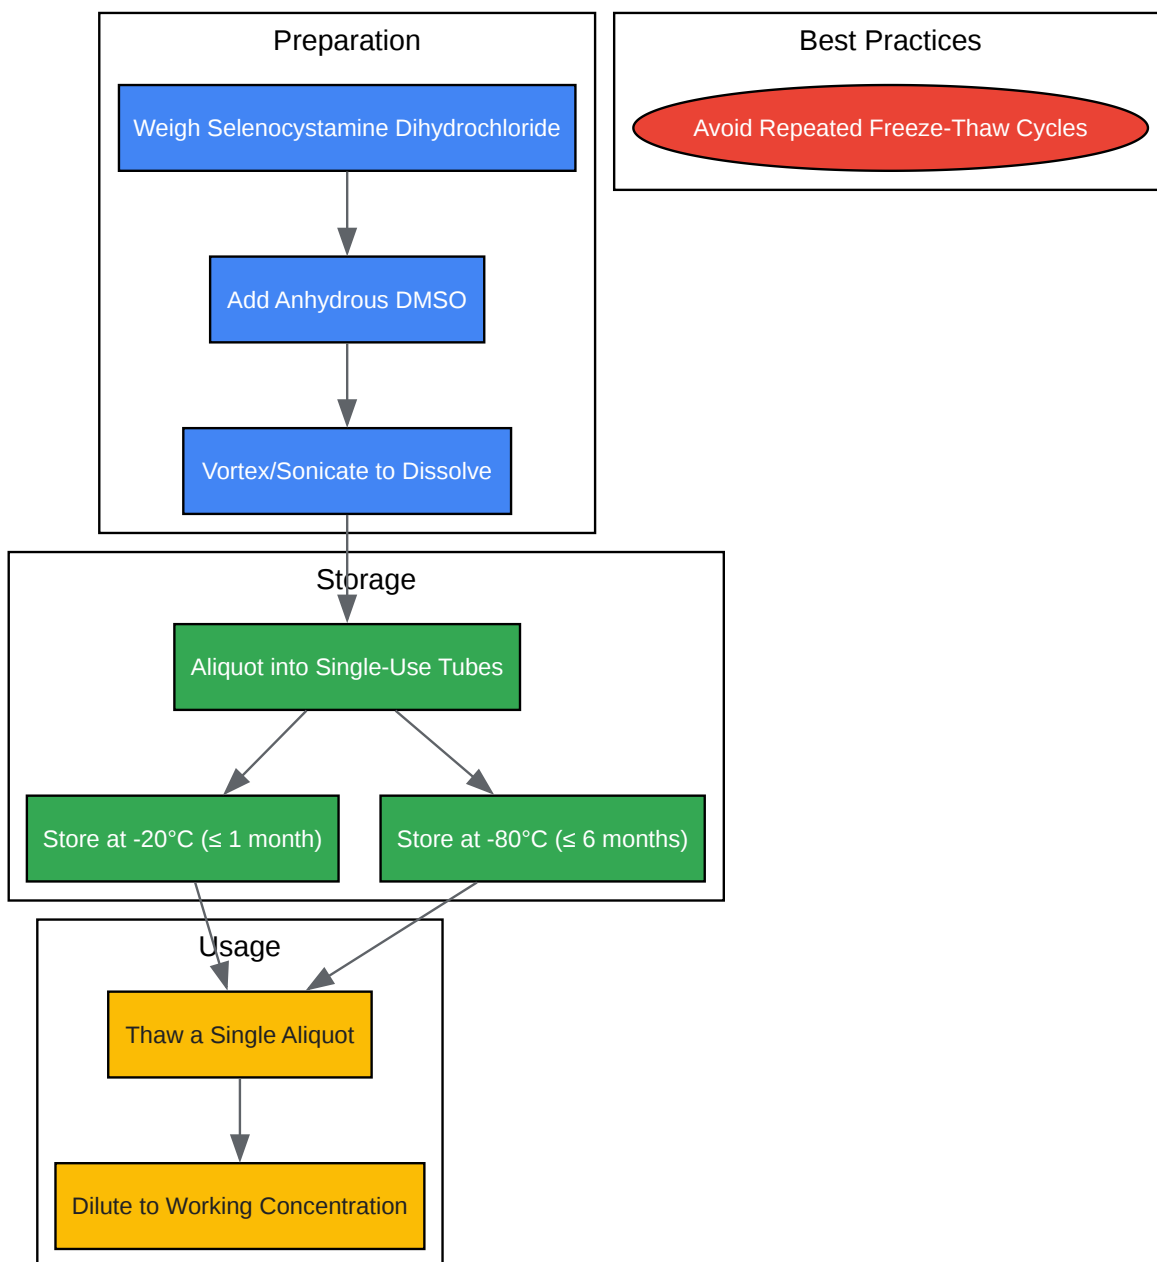 Preparation
Best Practices
Weigh Selenocystamine Dihydrochloride
Avoid Repeated Freeze-Thaw Cycles
Add Anhydrous DMSO
Vortex/Sonicate to Dissolve
Storage
Aliquot into Single-Use Tubes
Store at -20°C (≤ 1 month)
Store at -80°C (≤ 6 months)
Usage
Thaw a Single Aliquot
Dilute to Working Concentration